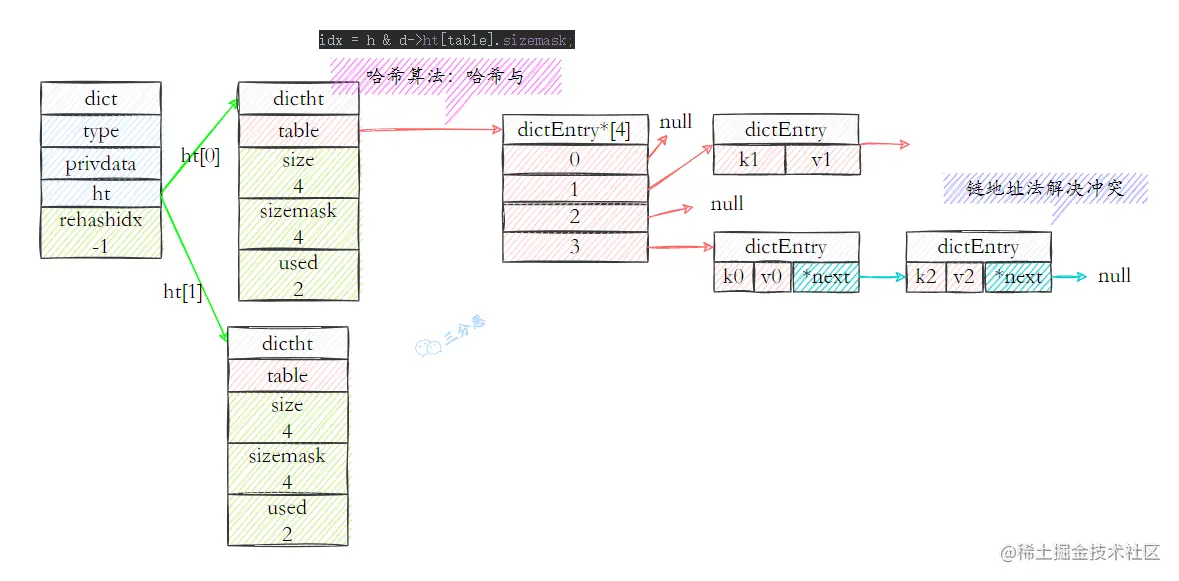 idx = h & d->ht[table].sizemask;
哈希算法：哈希与
dict
type
privdata
ht
rehashidx
-1
ht[0]
ht[1]
dictht
table
size
4
sizemask
4
used
2
dictht
table
size
4
sizemask
4
used
2
dictEntry*[4]
0
1
2
3
null
null
dictEntry
k1 v1
链地址法解决冲突
dictEntry
k0 v0 *next
dictEntry
k2 v2 *next
null
三分恶
@稀土掘金技术社区